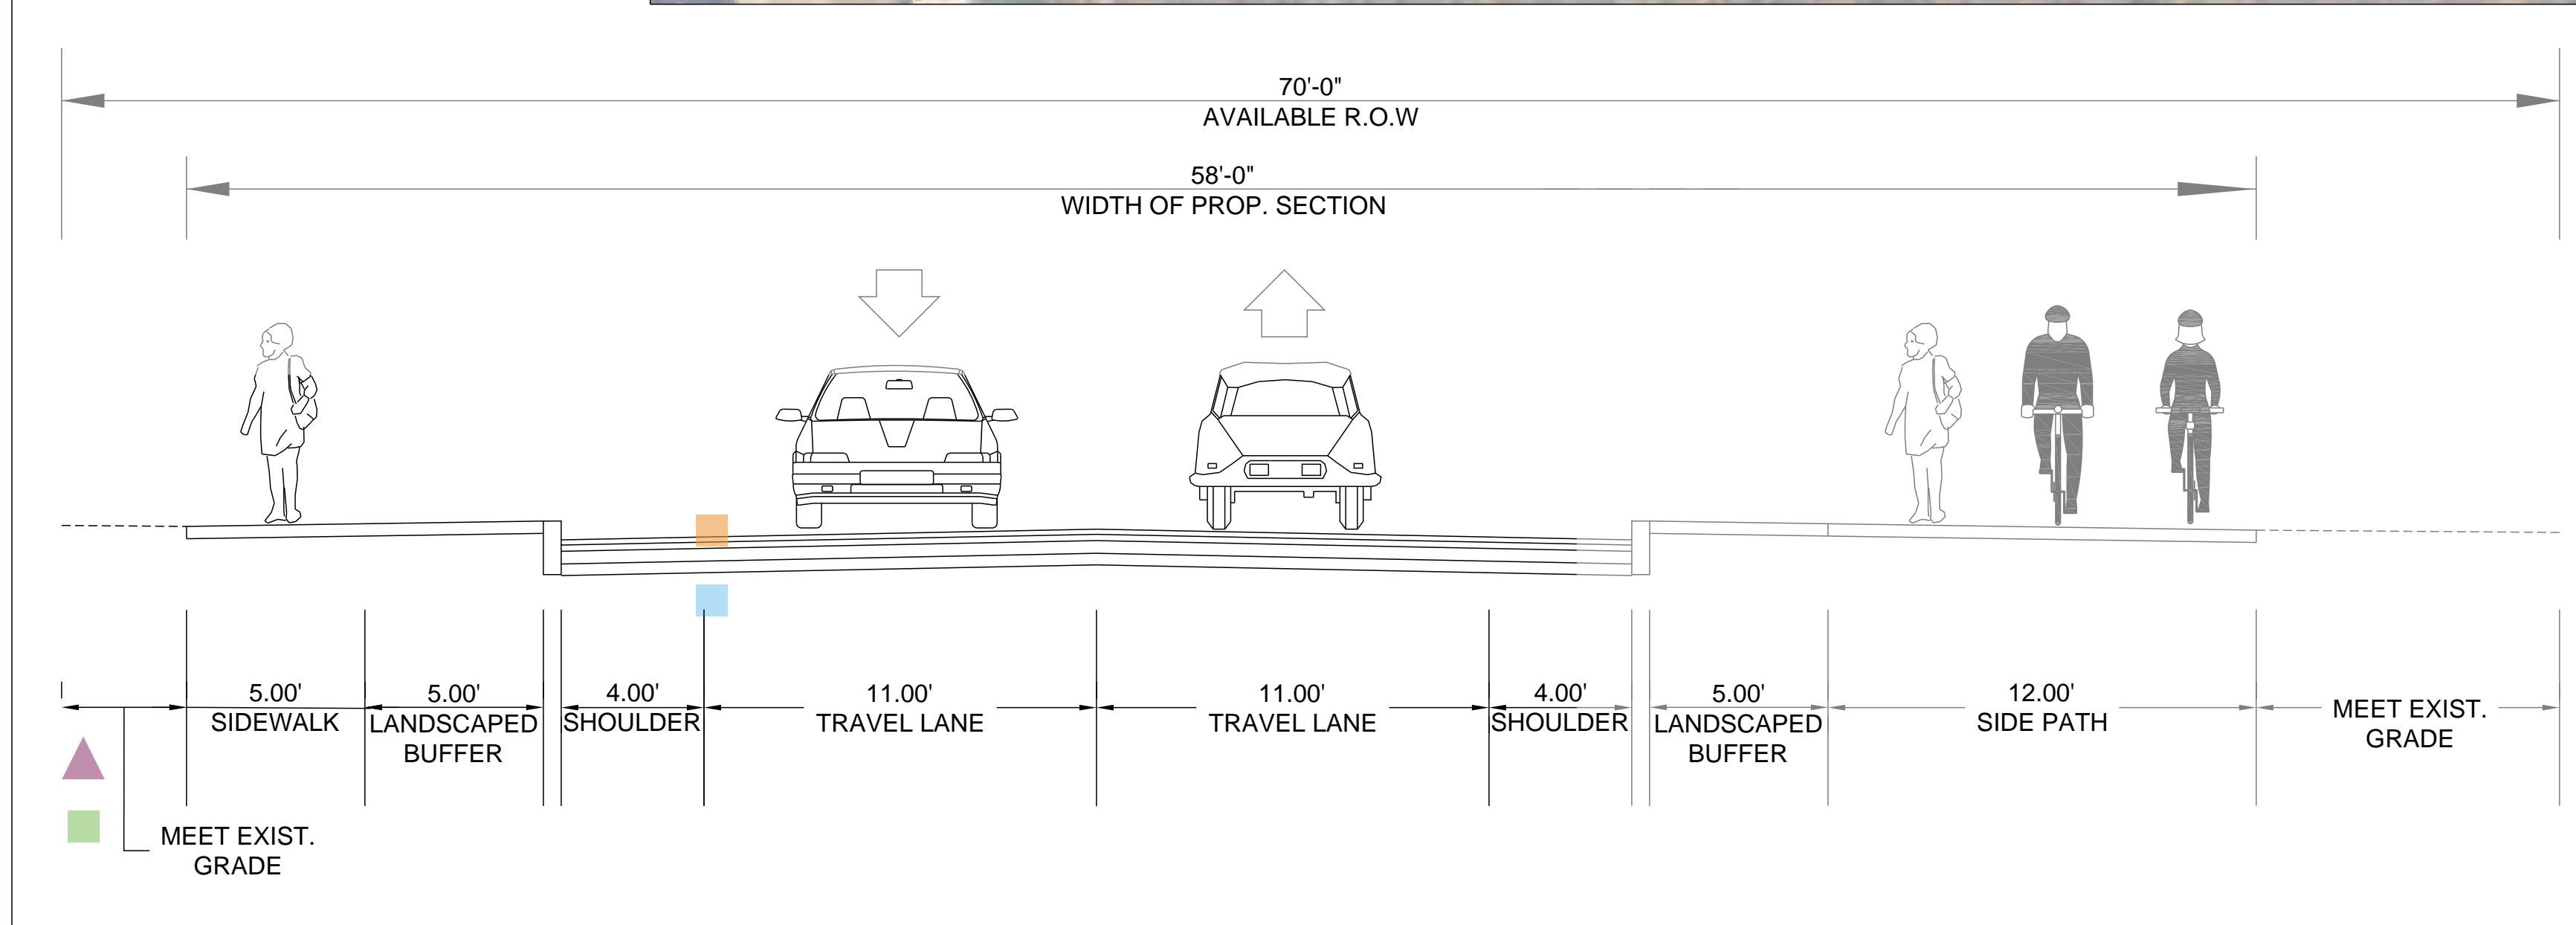 70'-0"
AVAILABLE R.O.W
58'-0"
WIDTH OF PROP. SECTION
5.00'
SIDEWALK
5.00'
LANDSCAPED
BUFFER
4.00'
SHOULDER
11.00'
TRAVEL LANE
11.00'
TRAVEL LANE
4.00'
SHOULDER
5.00'
LANDSCAPED
BUFFER
12.00'
SIDE PATH
MEET EXIST.
GRADE
MEET EXIST.
GRADE